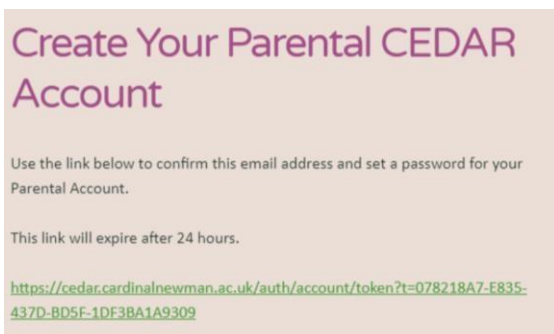 Create Your Parental CEDAR
Account
Use the link below to confirm this email address and set a password for your
Parental Account.
This link will expire after 24 hours.
https://cedar.cardinalnewman.ac.uk/auth/account/token?t=078218A7-E835-
437D-BD5F-1DF3BA1A9309